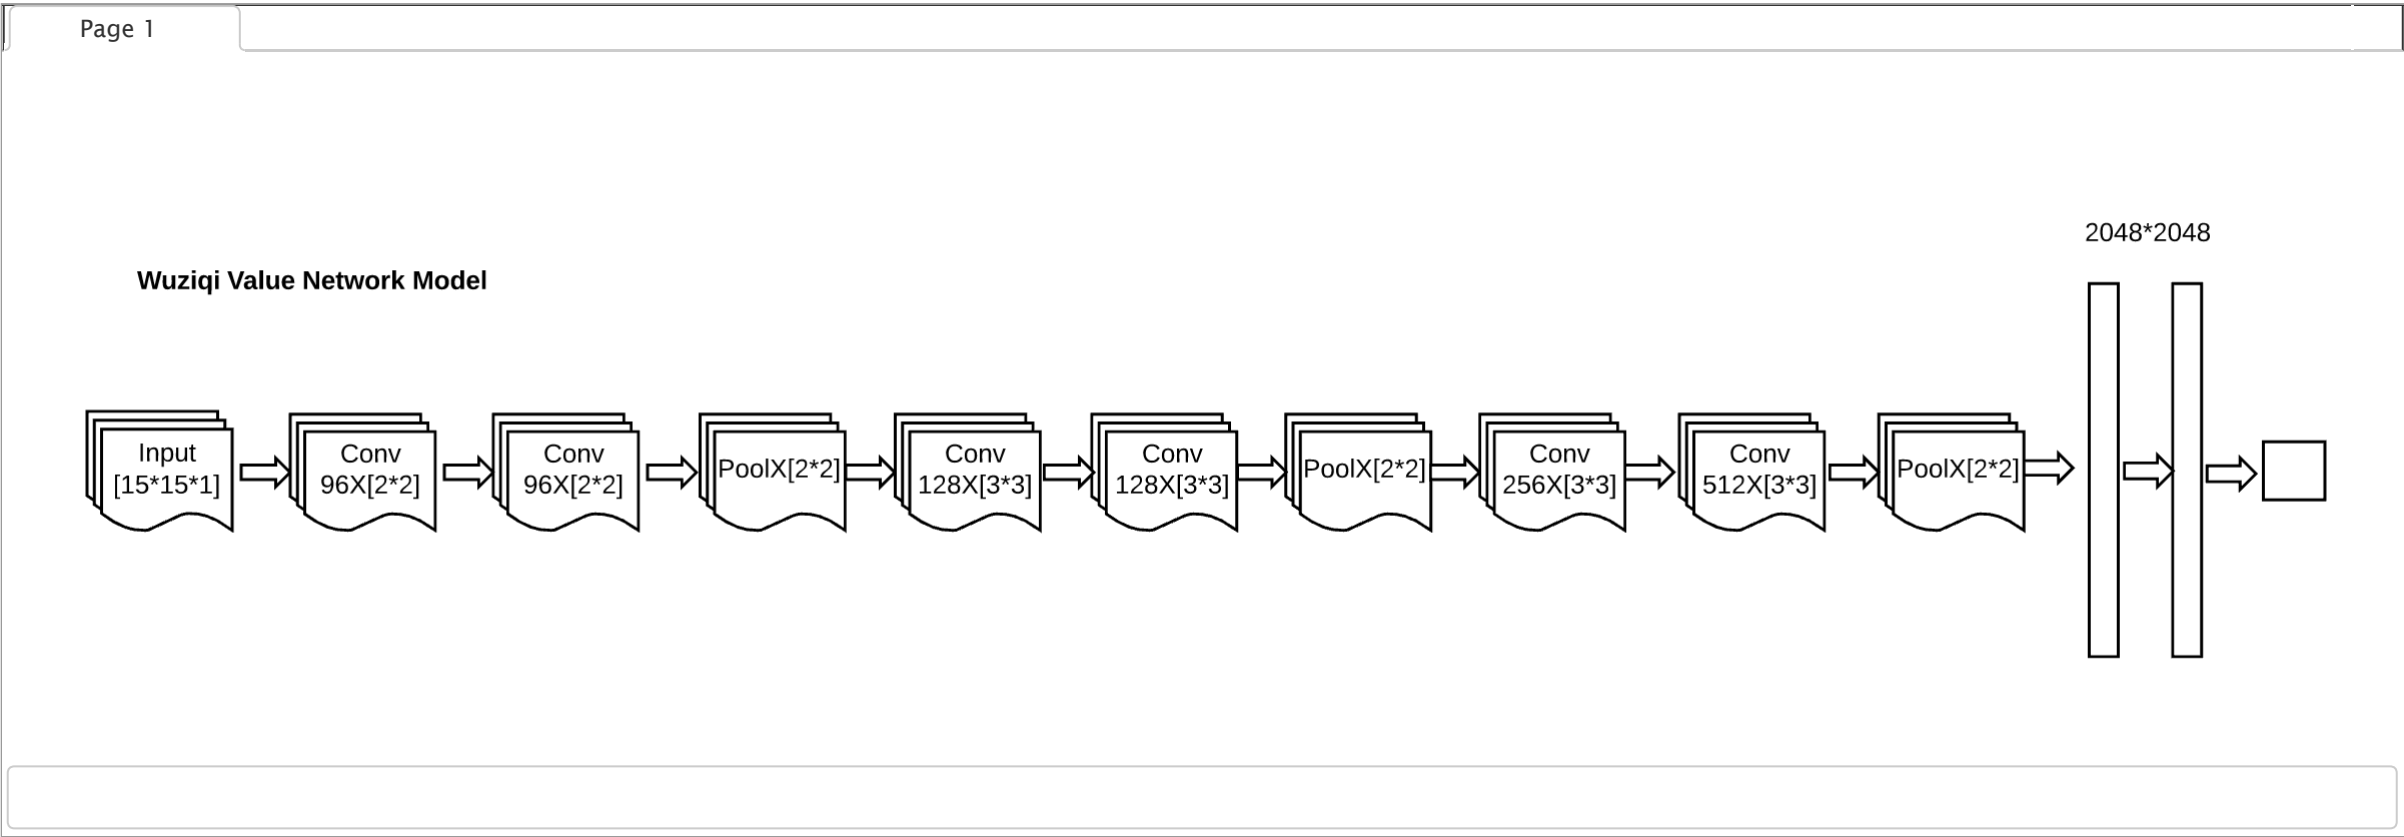 Page 1
2048*2048
Wuziqi Value Network Model
Input
[15*15*1]
Conv
96X[2*2]
Conv
96X[2*2]
PoolX[2*2]
Conv
128X[3*3]
Conv
128X[3*3]
PoolX[2*2]
Conv
256X[3*3]
Conv
512X[3*3]
PoolX[2*2]